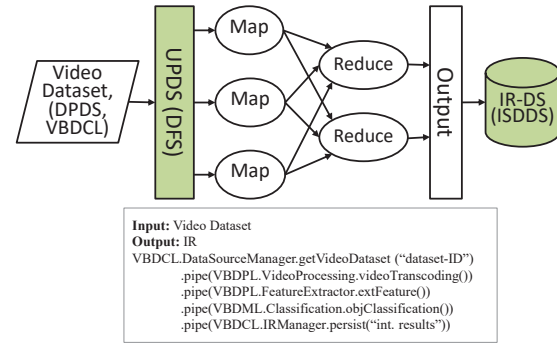 Video
Dataset,
(DPDS,
VBDCL)
UPDS (DFS)
Map
Map
Map
Reduce
Reduce
Output
IR-DS
(ISDDS)
Input: Video Dataset
Output: IR
VBDCL.DataSourceManager.getVideoDataset (“dataset-ID”)
.pipe(VBDPL.VideoProcessing.videoTranscoding())
.pipe(VBDPL.FeatureExtractor.extFeature())
.pipe(VBDML.Classification.objClassification())
.pipe(VBDCL.IRManager.persist(“int. results”))